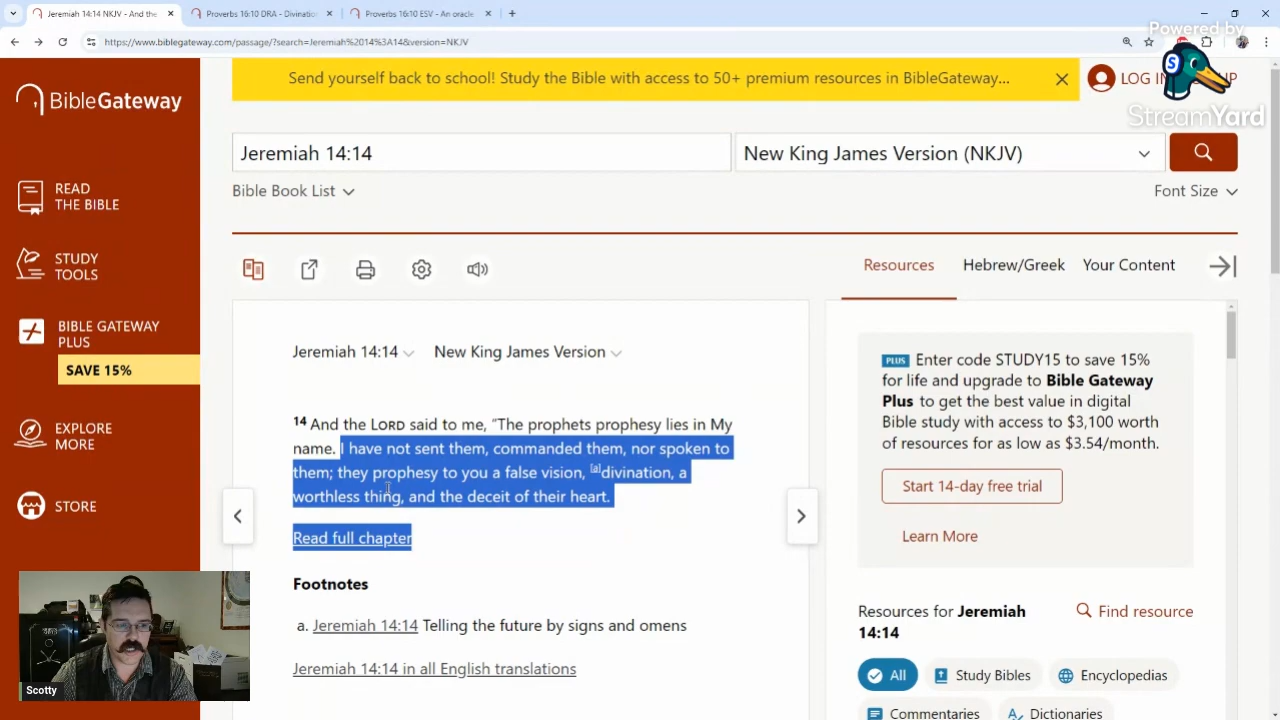 Jeremiah 14:14 NKJV - And the
Proverbs 16:10 DRA - Divination
Proverbs 16:10 ESV - An oracle
https://www.biblegateway.com/passage/?search=Jeremiah%2014%3A14&version=NKJV
Powered by
StreamYard
BibleGateway
Send yourself back to school! Study the Bible with access to 50+ premium resources in BibleGateway...
LOG IN
UP
Jeremiah 14:14
New King James Version (NKJV)
Bible Book List
Font Size
READ
THE BIBLE
STUDY
TOOLS
BIBLE GATEWAY
PLUS
SAVE 15%
EXPLORE
MORE
STORE
Resources
Hebrew/Greek
Your Content
Jeremiah 14:14
New King James Version
14 And the LORD said to me, “The prophets prophesy lies in My
name. I have not sent them, commanded them, nor spoken to
them; they prophesy to you a false vision, [a]divination, a
worthless thing, and the deceit of their heart.
Read full chapter
Footnotes
a. Jeremiah 14:14 Telling the future by signs and omens
Jeremiah 14:14 in all English translations
PLUS Enter code STUDY15 to save 15%
for life and upgrade to Bible Gateway
Plus to get the best value in digital
Bible study with access to $3,100 worth
of resources for as low as $3.54/month.
Start 14-day free trial
Learn More
Resources for Jeremiah
14:14
Find resource
All
Study Bibles
Encyclopedias
Commentaries
Dictionaries
Scotty